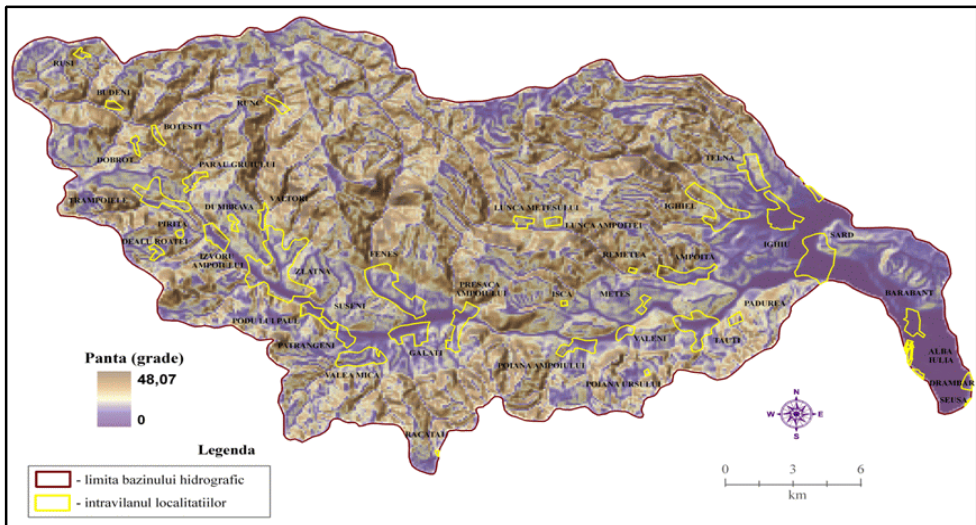 RUSI
BUDENI
RUNC
BOTESTI
DOBROT
PARAU GRUIULUI
TELNA
TRAMPOIELE
DUMBRAVA
VALTORI
LUNCA METESULUI
IGHIEL
LUNCA AMPOITEI
PIRITA
DEALU ROATEI
IZVORU
AMPOIULUI
FENES
IGHIU
SARD
REMETEA
AMPOITA
ZLATNA
PRESACA
AMPOIULUI
ISCA
METES
BARABANT
SUSENI
PADUREA
PODU LUI PAUL
PATRANGENI
GALATI
VALENI
TAUTI
VALEA MICA
POIANA AMPOIULUI
ALBA
IULIA
POIANA URSULUI
DRAMBAR
SEUSA
BACATAI
Panta (grade)
48,07
0
N
W E
S
Legenda
- limita bazinului hidrografic
- intravilanul localitatiilor
0 3 6
km